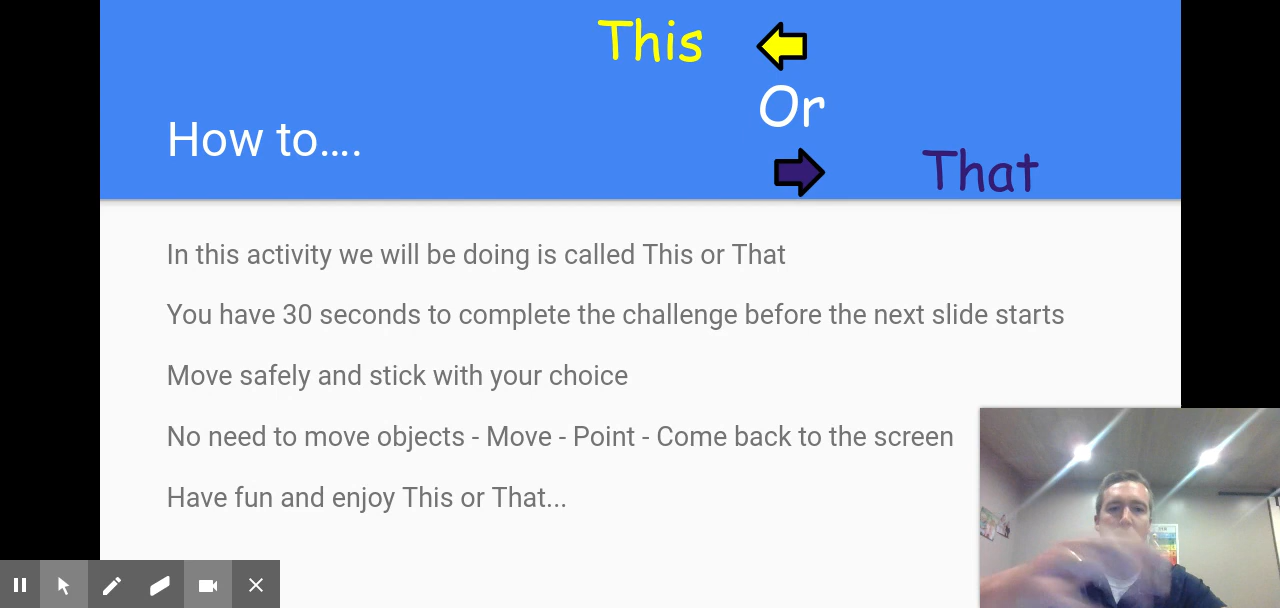 This
Or
How to....
That
In this activity we will be doing is called This or That
You have 30 seconds to complete the challenge before the next slide starts
Move safely and stick with your choice
No need to move objects - Move - Point - Come back to the screen
Have fun and enjoy This or That...